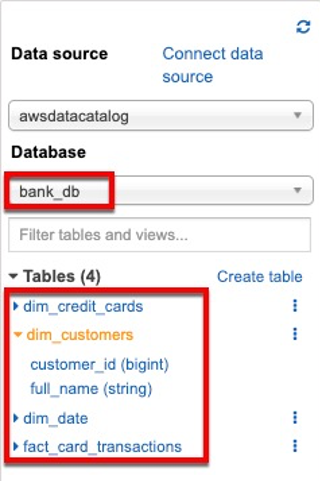 Data source
Connect data
source
awsdatacatalog
Database
bank_db
Filter tables and views...
Tables (4)
Create table
dim_credit_cards
dim_customers
customer_id (bigint)
full_name (string)
dim_date
fact_card_transactions